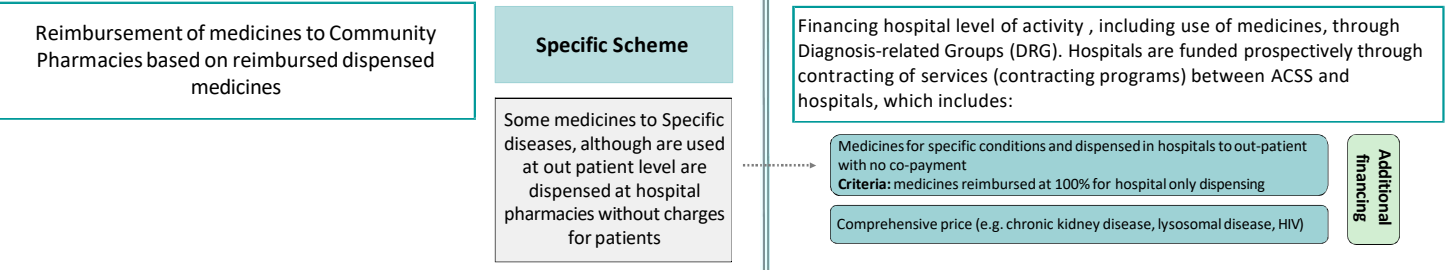 Reimbursement of medicines to Community
Pharmacies based on reimbursed dispensed
medicines
Specific Scheme
Some medicines to Specific
diseases, although are used
at out patient level are
dispensed at hospital
pharmacies without charges
for patients
Financing hospital level of activity , including use of medicines, through
Diagnosis-related Groups (DRG). Hospitals are funded prospectively through
contracting of services (contracting programs) between ACSS and
hospitals, which includes:
Medicines for specific conditions and dispensed in hospitals to out-patient
with no co-payment
Criteria: medicines reimbursed at 100% for hospital only dispensing
Comprehensive price (e.g. chronic kidney disease, lysosomal disease, HIV)
Additional
financing